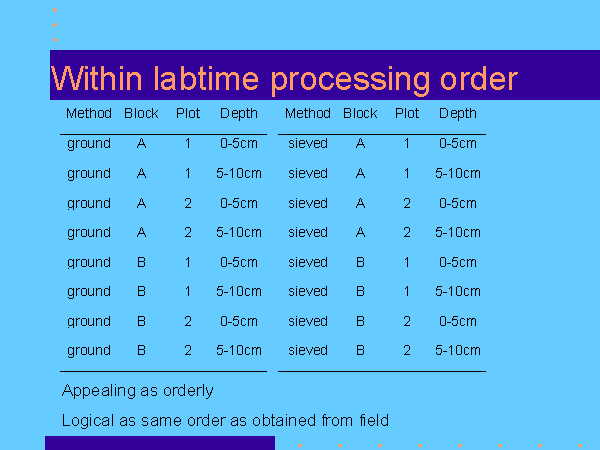 Within labtime processing order
Method Block Plot Depth Method Block Plot Depth
ground A 1 0-5cm sieved A 1 0-5cm
ground A 1 5-10cm sieved A 1 5-10cm
ground A 2 0-5cm sieved A 2 0-5cm
ground A 2 5-10cm sieved A 2 5-10cm
ground B 1 0-5cm sieved B 1 0-5cm
ground B 1 5-10cm sieved B 1 5-10cm
ground B 2 0-5cm sieved B 2 0-5cm
ground B 2 5-10cm sieved B 2 5-10cm
Appealing as orderly
Logical as same order as obtained from field